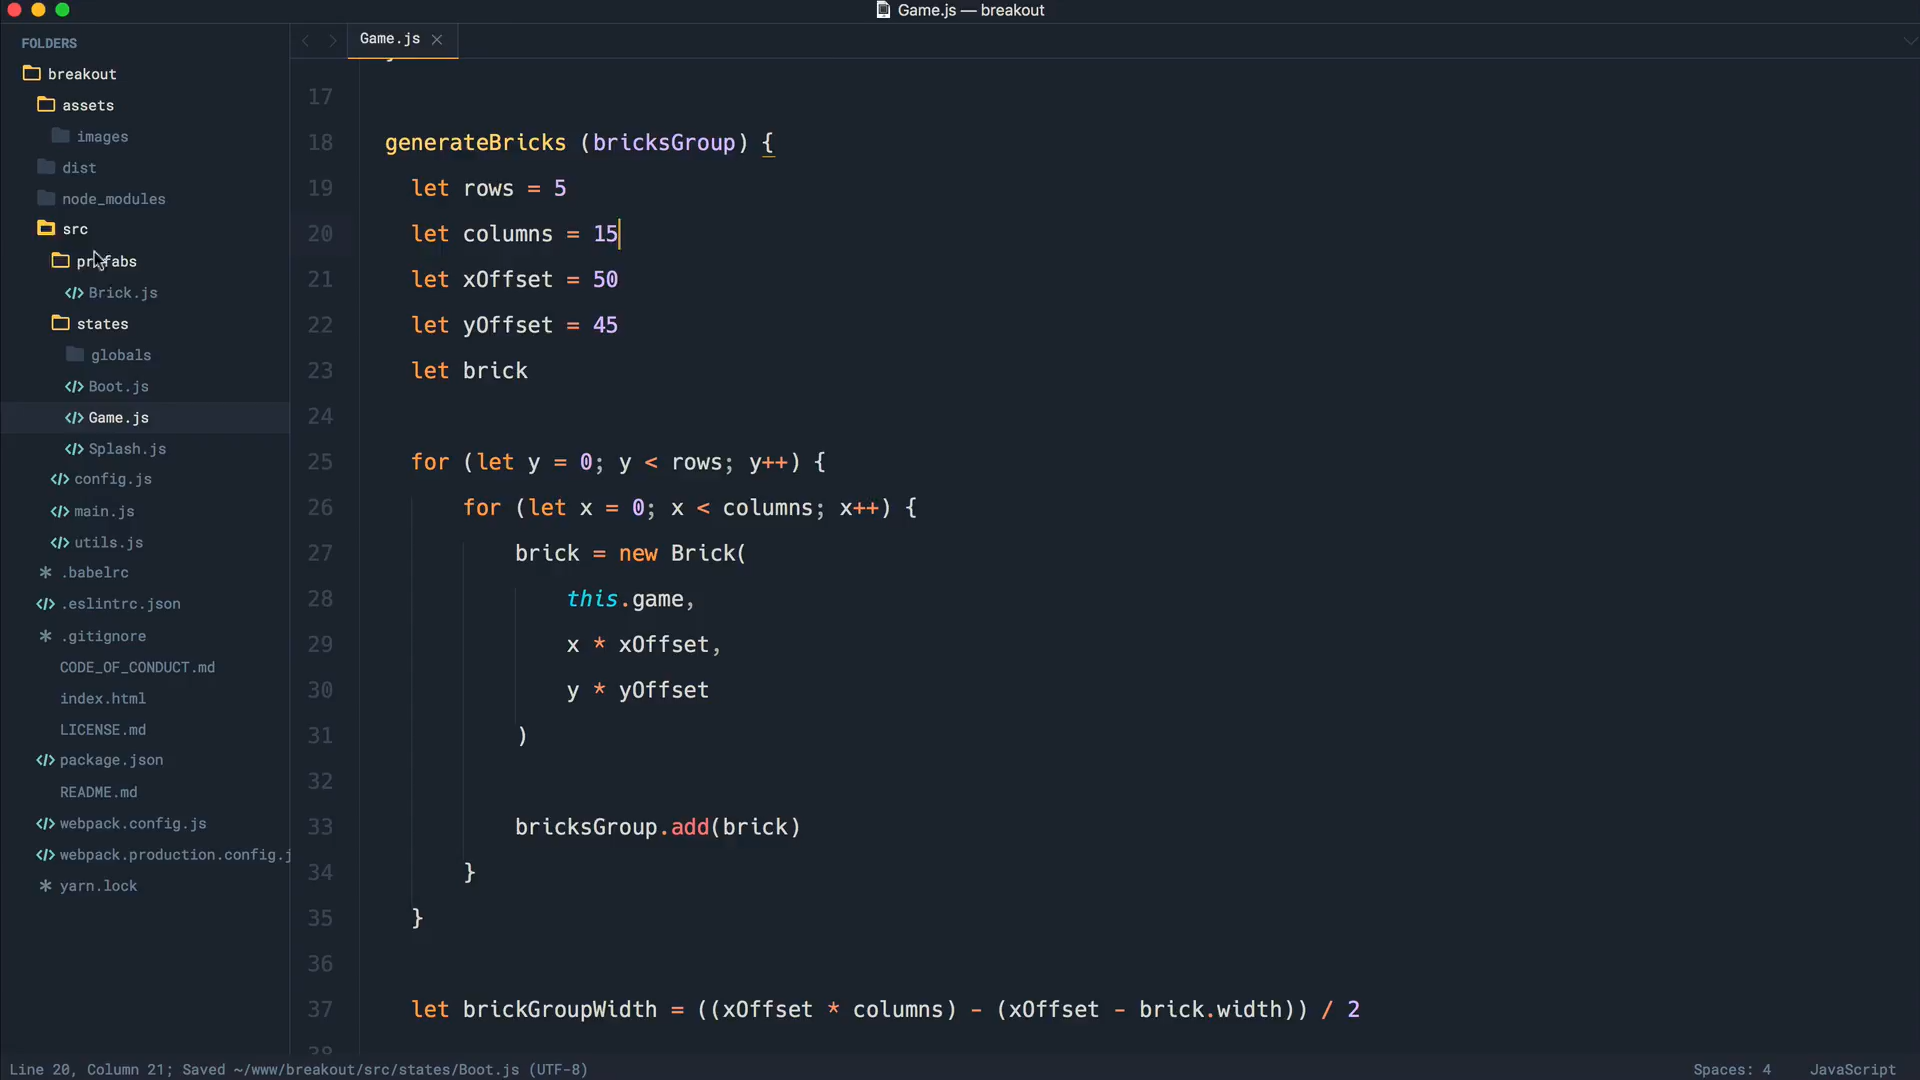 Game.js — breakout
FOLDERS
breakout
assets
images
dist
node_modules
src
prefabs
Brick.js
states
globals
Boot.js
Game.js
Splash.js
config.js
main.js
utils.js
.babelrc
.eslintrc.json
.gitignore
CODE_OF_CONDUCT.md
index.html
LICENSE.md
package.json
README.md
webpack.config.js
webpack.production.config.j
yarn.lock
Game.js
17
18 generateBricks (bricksGroup) {
19 let rows = 5
20 let columns = 15
21 let xOffset = 50
22 let yOffset = 45
23 let brick
24
25 for (let y = 0; y < rows; y++) {
26 for (let x = 0; x < columns; x++) {
27 brick = new Brick(
28 this.game,
29 x * xOffset,
30 y * yOffset
31 )
32
33 bricksGroup.add(brick)
34 }
35 }
36
37 let brickGroupWidth = ((xOffset * columns) - (xOffset - brick.width)) / 2
38
Line 20, Column 21; Saved ~/www/breakout/src/states/Boot.js (UTF-8)
Spaces: 4
JavaScript